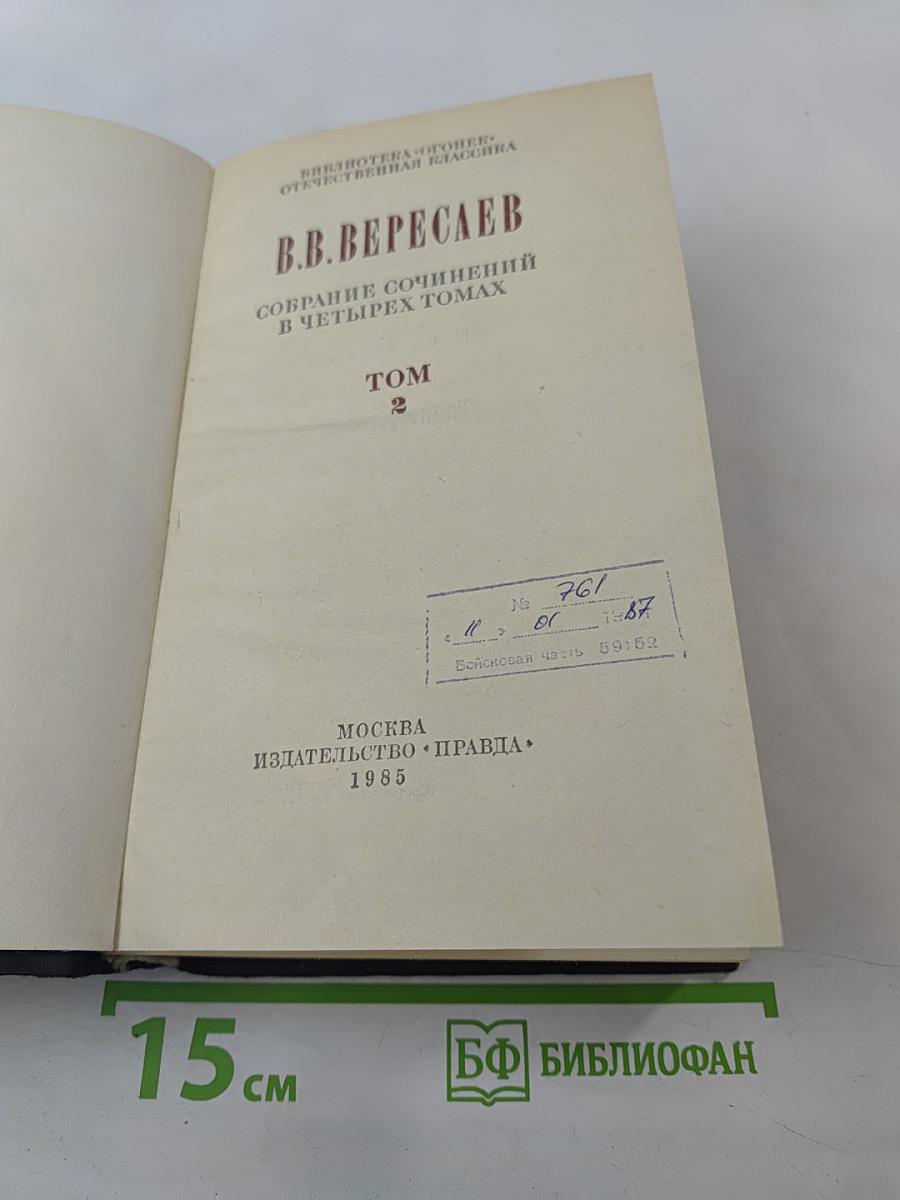 БИБЛИОТЕКА «ОГОНЕК»
ОТЕЧЕСТВЕННАЯ КЛАССИКА
В.В.ВЕРЕСАЕВ
СОБРАНИЕ СОЧИНЕНИЙ
В ЧЕТЫРЕХ ТОМАХ
ТОМ
2
№ 761
« 11 » 01 1987
Войсковая часть 59152
МОСКВА
ИЗДАТЕЛЬСТВО «ПРАВДА»
1985
15 см
БФ БИБЛИОФАН